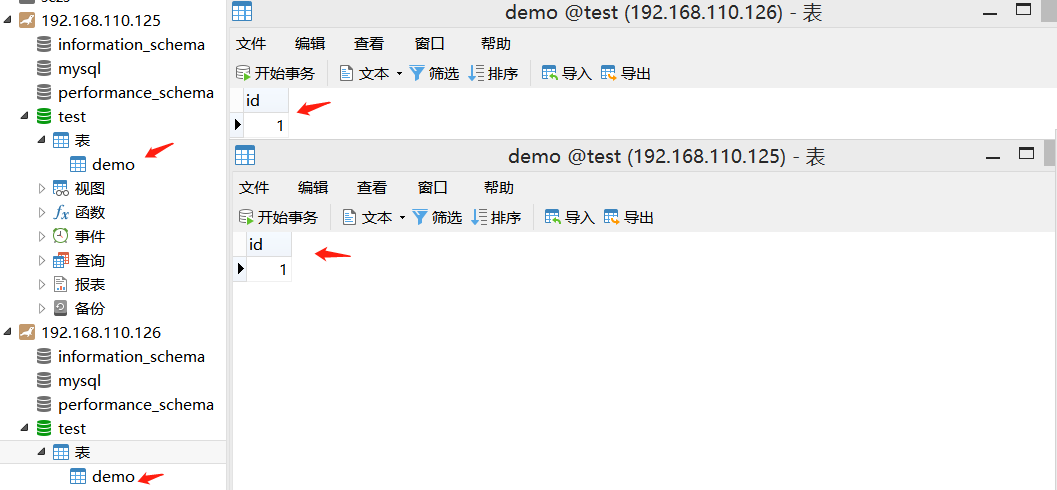 192.168.110.125
information_schema
mysql
performance_schema
test
表
demo
视图
函数
事件
查询
报表
备份
192.168.110.126
information_schema
mysql
performance_schema
test
表
demo
demo @test (192.168.110.126) - 表
文件 编辑 查看 窗口 帮助
开始事务 文本 筛选 排序 导入 导出
id
1
demo @test (192.168.110.125) - 表
文件 编辑 查看 窗口 帮助
开始事务 文本 筛选 排序 导入 导出
id
1